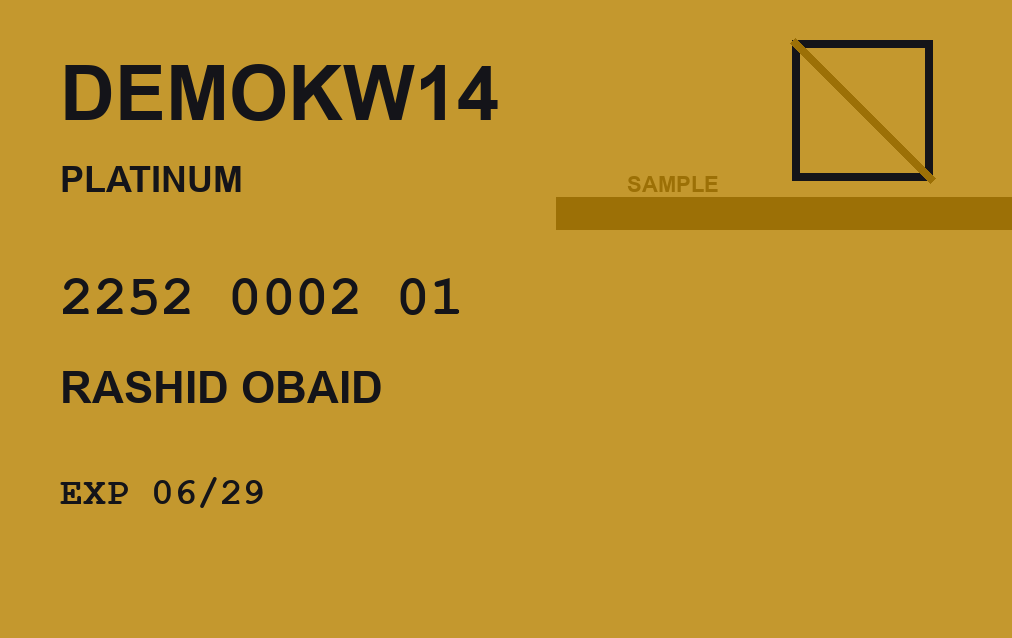 DEMOKW14
PLATINUM
SAMPLE
2252 0002 01
RASHID OBAID
EXP 06/29